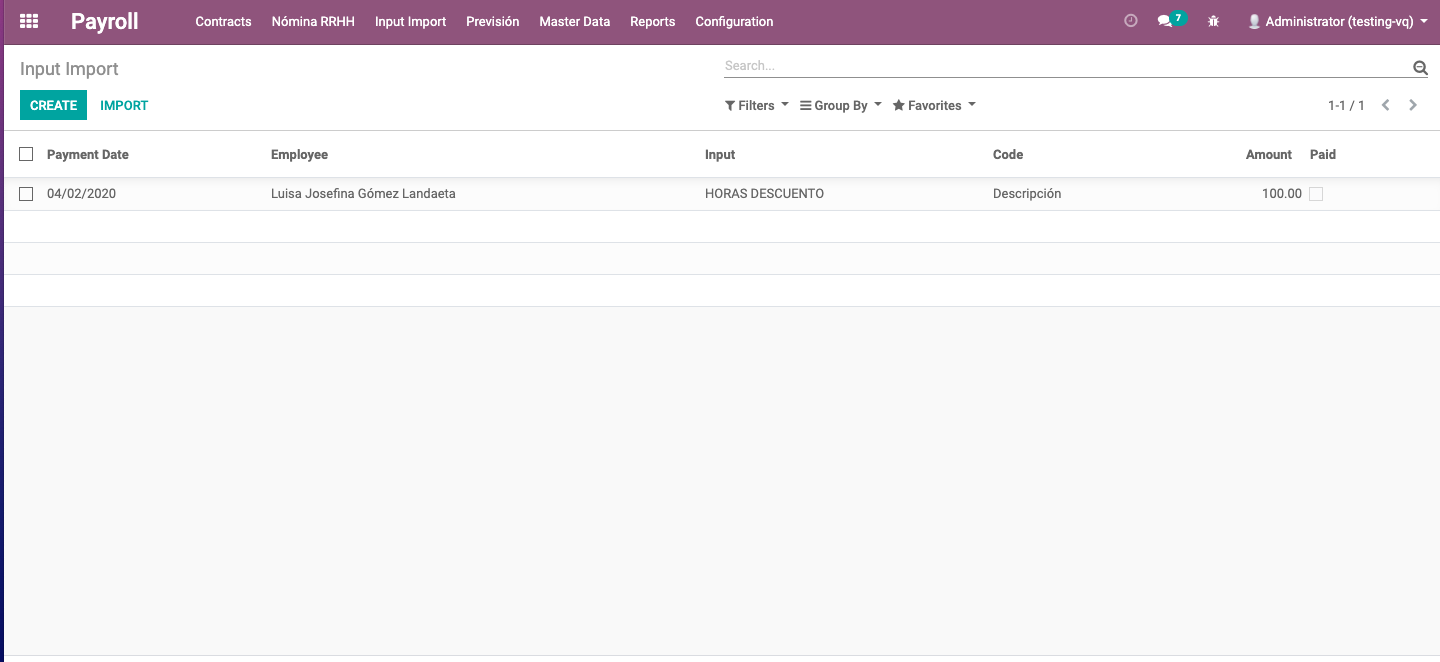 Payroll Contracts Nómina RRHH Input Import Previsión Master Data Reports Configuration 7 Administrator (testing-vq)
Input Import Search...
CREATE IMPORT Filters Group By Favorites 1-1 / 1
Payment Date Employee Input Code Amount Paid
04/02/2020 Luisa Josefina Gómez Landaeta HORAS DESCUENTO Descripción 100.00